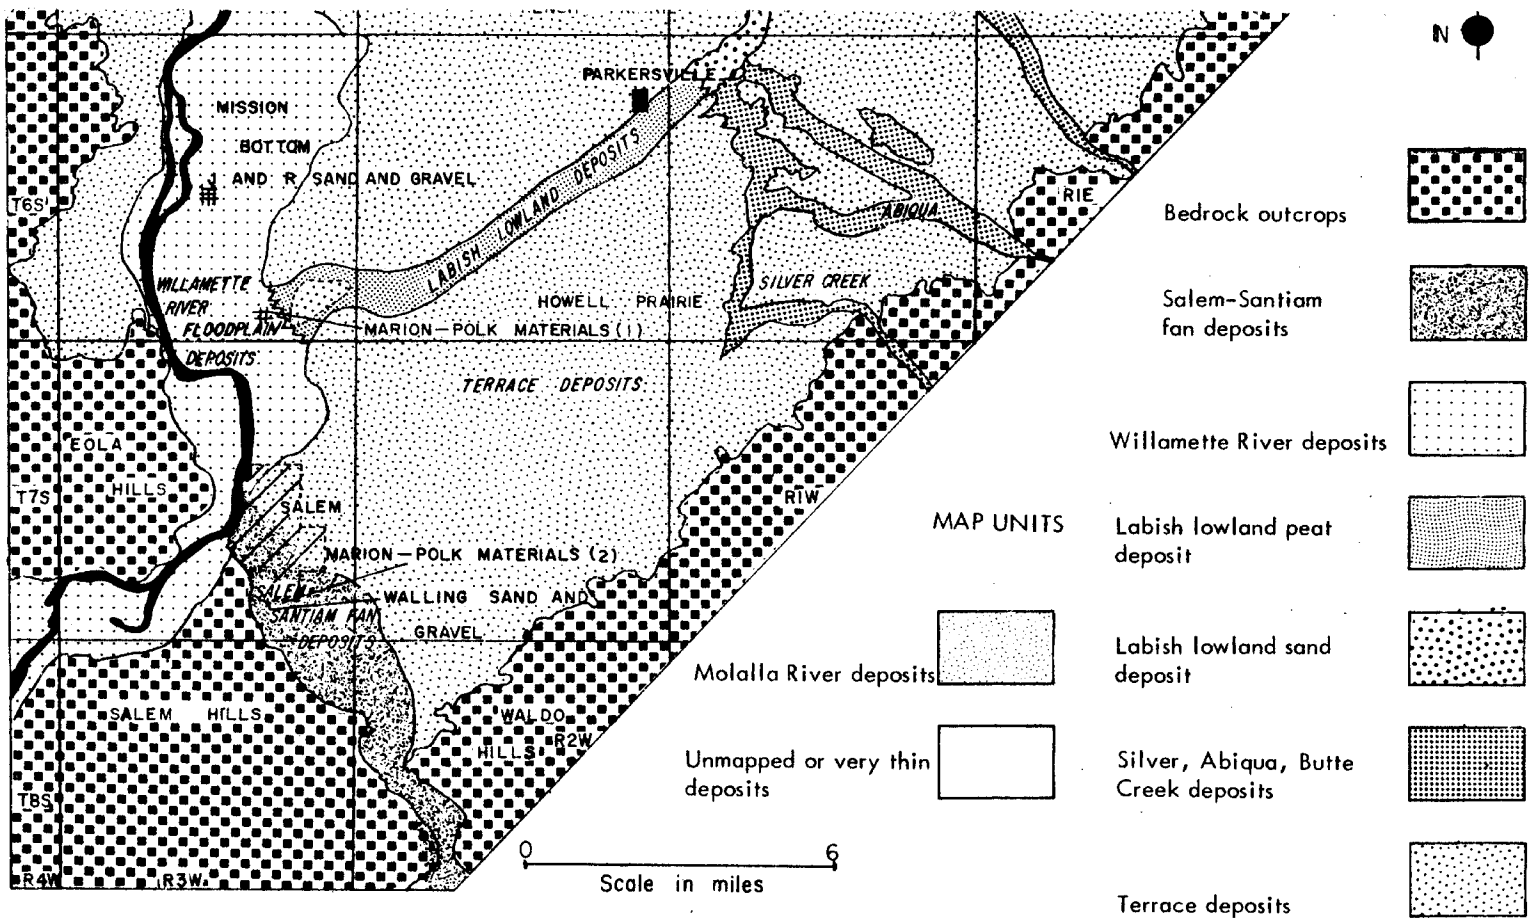 PARKERSVILLE
N
MISSION
BOTTOM
J AND R SAND AND GRAVEL
T6S
RIE
LABISH LOWLAND DEPOSITS
ABIQUA
SILVER CREEK
WILLAMETTE
RIVER
FLOODPLAIN
DEPOSITS
HOWELL PRAIRIE
MARION-POLK MATERIALS (1)
TERRACE DEPOSITS
EOLA
HILLS
T7S
SALEM
R1W
MARION-POLK MATERIALS (2)
SALEM
SANTIAM FAN
DEPOSITS
WALLING SAND AND
GRAVEL
SALEM HILLS
WALDO
HILLS
R2W
T8S
R4W
R3W
0 6
Scale in miles
MAP UNITS
Molalla River deposits
Unmapped or very thin
deposits
Bedrock outcrops
Salem-Santiam
fan deposits
Willamette River deposits
Labish lowland peat
deposit
Labish lowland sand
deposit
Silver, Abiqua, Butte
Creek deposits
Terrace deposits